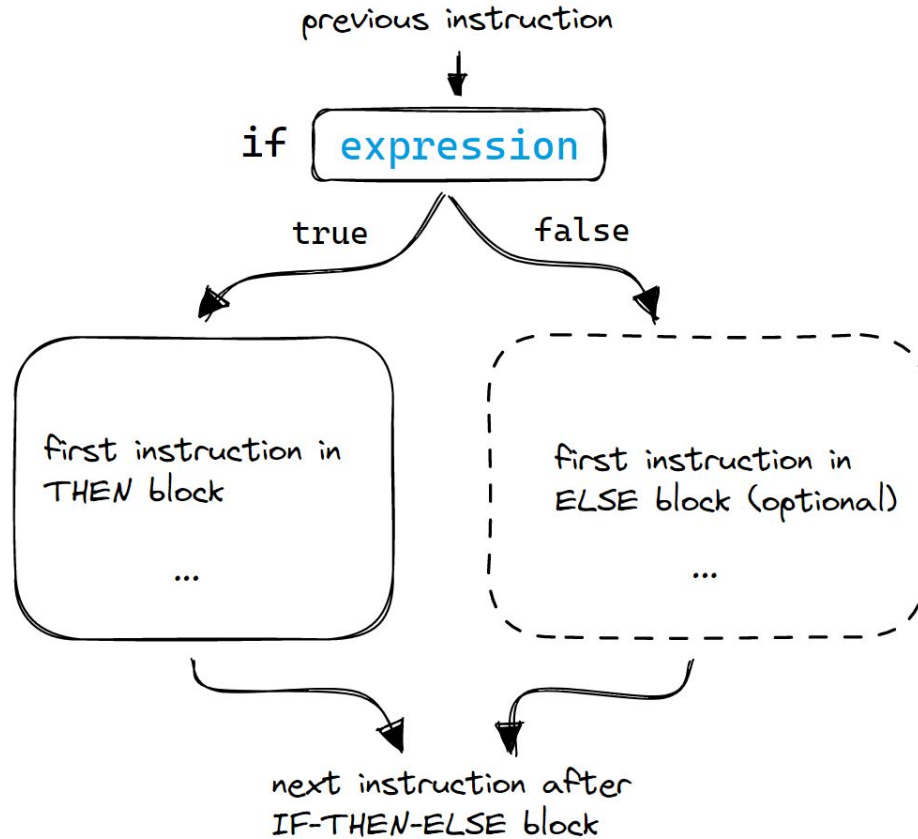 previous instruction
if expression
true
false
first instruction in
THEN block
...
first instruction in
ELSE block (optional)
...
next instruction after
IF-THEN-ELSE block